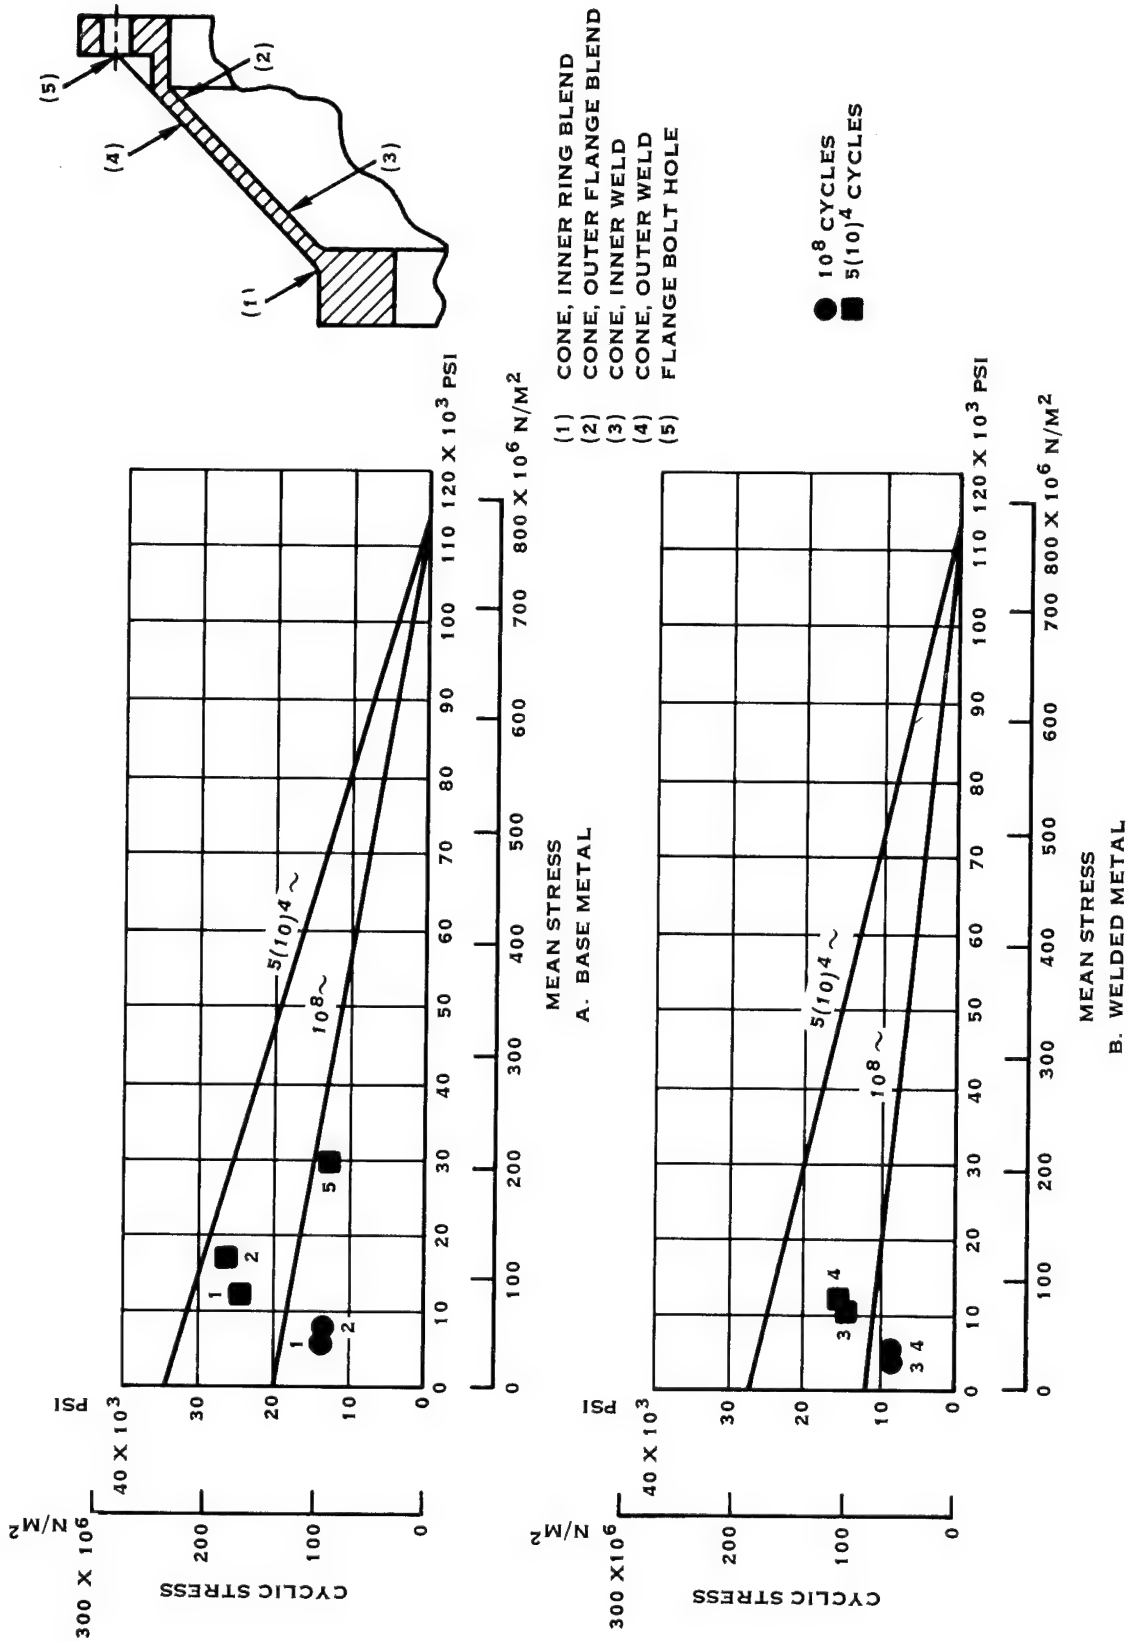 (5)
(4)
(2)
(3)
(1)
300 X 10⁶ N/M²
200
100
0
CYCLIC STRESS
40 X 10³ PSI
30
20
10
0
5(10)⁴ ~
10⁸ ~
1
2
1
2
5
0 10 20 30 40 50 60 70 80 90 100 110 120 X 10³ PSI
0 100 200 300 400 500 600 700 800 X 10⁶ N/M²
MEAN STRESS
A. BASE METAL
(1) CONE, INNER RING BLEND
(2) CONE, OUTER FLANGE BLEND
(3) CONE, INNER WELD
(4) CONE, OUTER WELD
(5) FLANGE BOLT HOLE
● 10⁸ CYCLES
■ 5(10)⁴ CYCLES
300 X10⁶ N/M²
200
100
0
CYCLIC STRESS
40 X 10³ PSI
30
20
10
0
5(10)⁴ ~
10⁸ ~
4
3
3 4
0 10 20 30 40 50 60 70 80 90 100 110 120 X 10³ PSI
0 100 200 300 400 500 600 700 800 X 10⁶ N/M²
MEAN STRESS
B. WELDED METAL